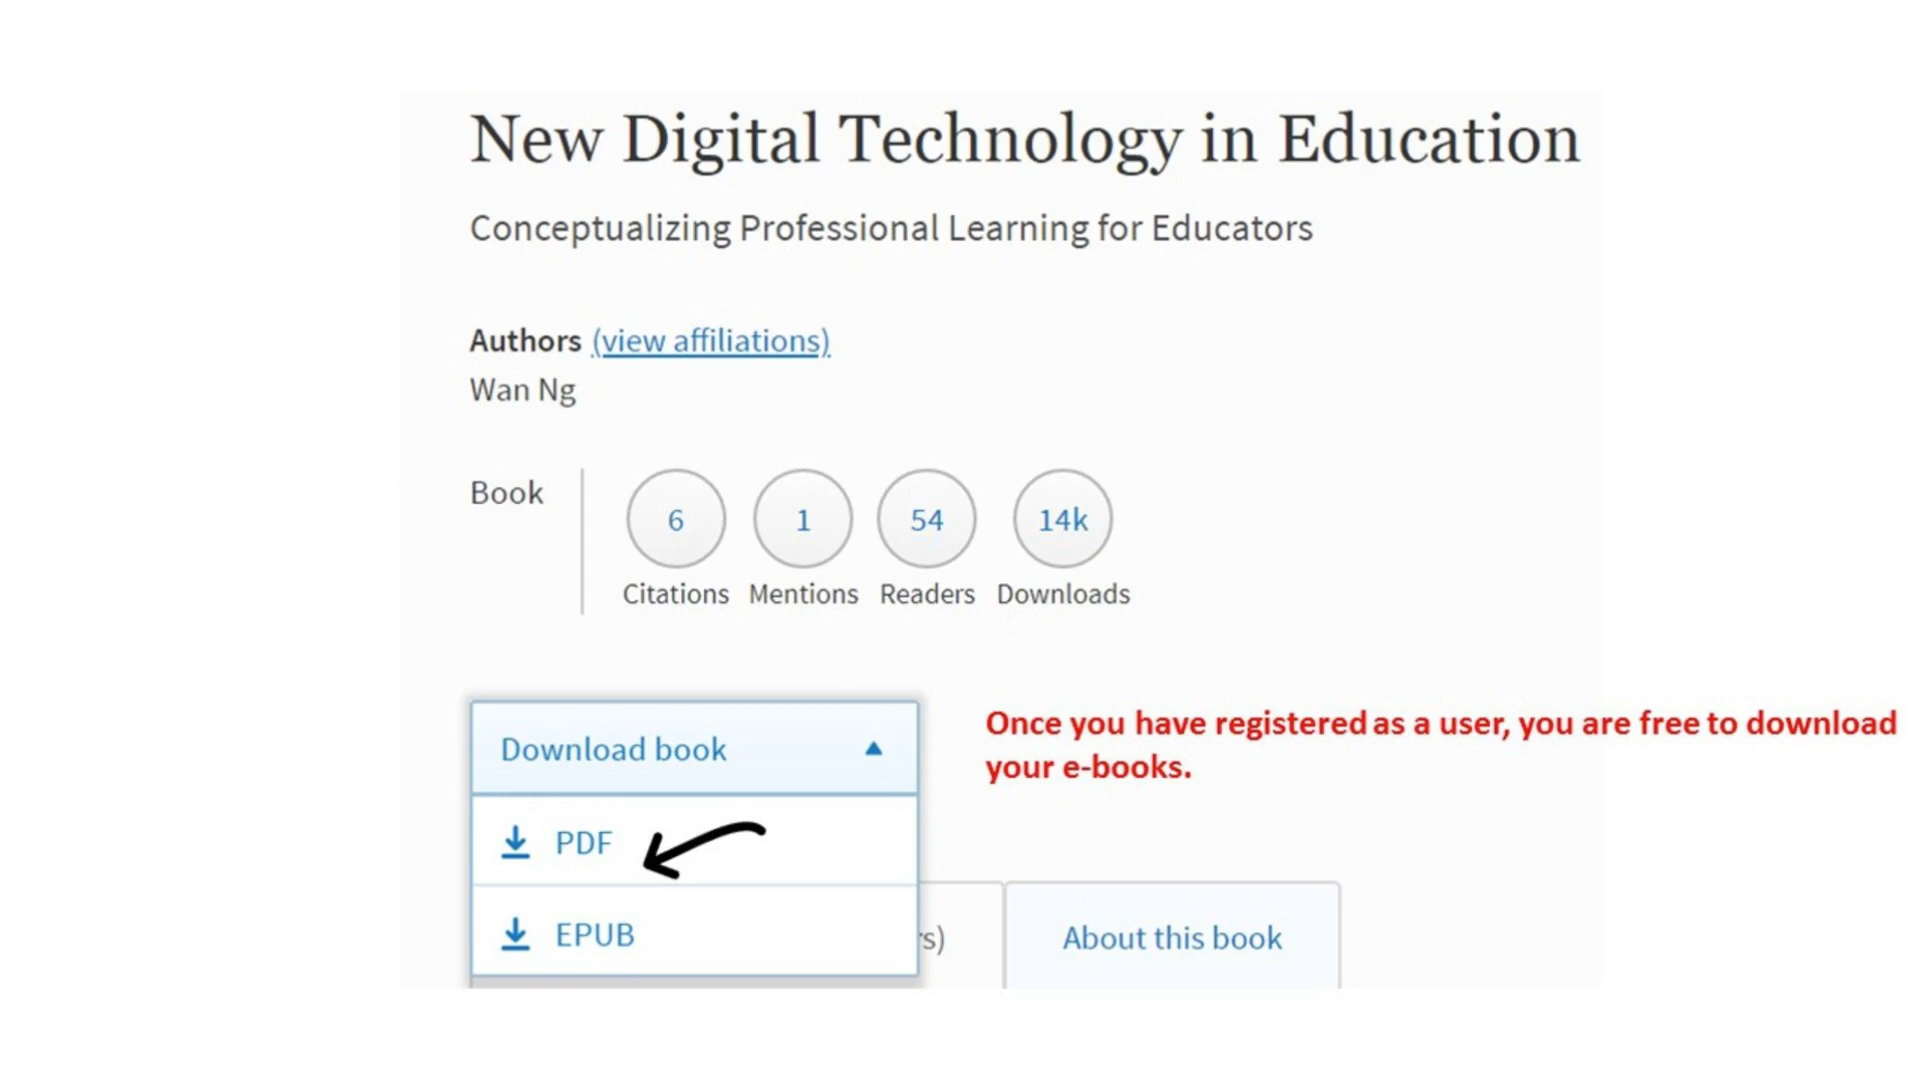 New Digital Technology in Education
Conceptualizing Professional Learning for Educators
Authors (view affiliations)
Wan Ng
Book
6 1 54 14k
Citations Mentions Readers Downloads
Download book
Once you have registered as a user, you are free to download
your e-books.
PDF
EPUB
s)
About this book